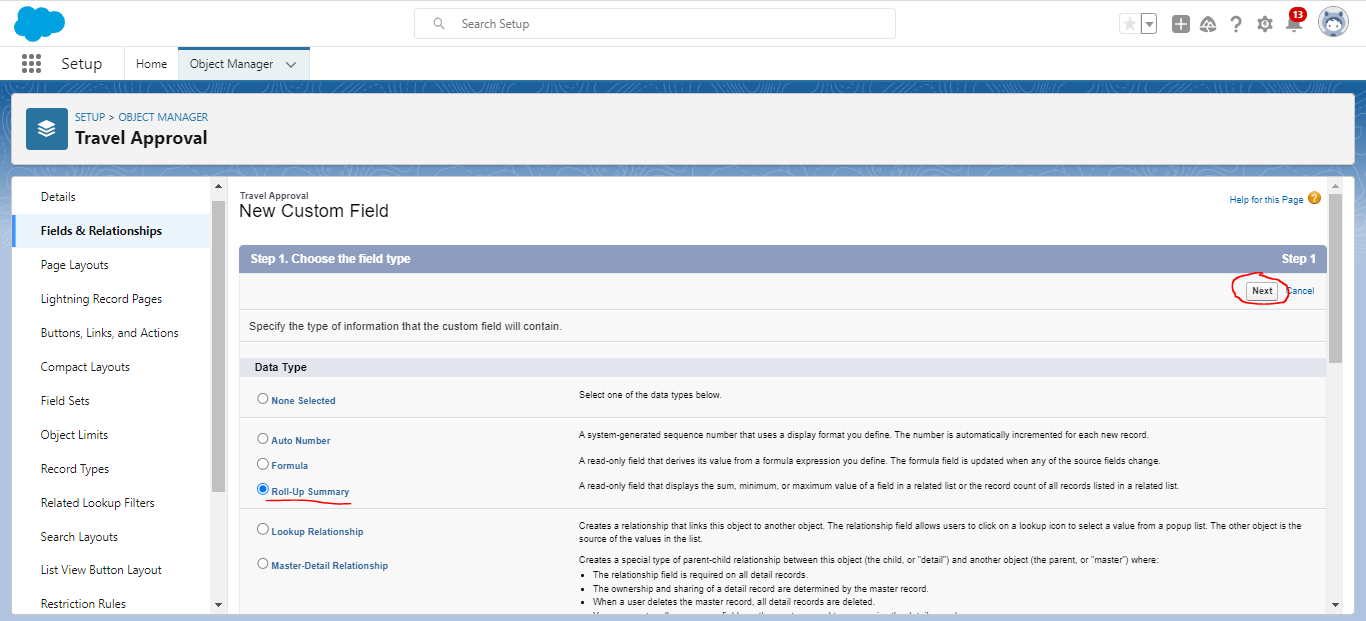 Search Setup
13
Setup
Home
Object Manager
SETUP > OBJECT MANAGER
Travel Approval
Details
Fields & Relationships
Page Layouts
Lightning Record Pages
Buttons, Links, and Actions
Compact Layouts
Field Sets
Object Limits
Record Types
Related Lookup Filters
Search Layouts
List View Button Layout
Restriction Rules
Travel Approval
New Custom Field
Help for this Page ?
Step 1. Choose the field type
Step 1
Next
Cancel
Specify the type of information that the custom field will contain.
Data Type
None Selected
Select one of the data types below.
Auto Number
A system-generated sequence number that uses a display format you define. The number is automatically incremented for each new record.
Formula
A read-only field that derives its value from a formula expression you define. The formula field is updated when any of the source fields change.
Roll-Up Summary
A read-only field that displays the sum, minimum, or maximum value of a field in a related list or the record count of all records listed in a related list.
Lookup Relationship
Creates a relationship that links this object to another object. The relationship field allows users to click on a lookup icon to select a value from a popup list. The other object is the
source of the values in the list.
Master-Detail Relationship
Creates a special type of parent-child relationship between this object (the child, or "detail") and another object (the parent, or "master") where:
• The relationship field is required on all detail records.
• The ownership and sharing of a detail record are determined by the master record.
• When a user deletes the master record, all detail records are deleted.